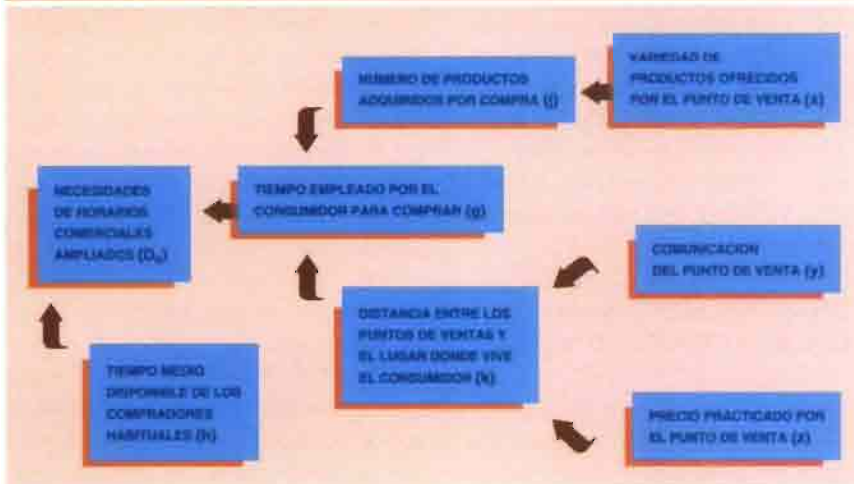 NUMERO DE PRODUCTOS
ADQUIRIDOS POR COMPRA (j)
VARIEDAD DE
PRODUCTOS OFRECIDOS
POR EL PUNTO DE VENTA (x)
NECESIDADES
DE HORARIOS
COMERCIALES
AMPLIADOS
TIEMPO EMPLEADO POR EL
CONSUMIDOR PARA COMPRAR (g)
COMUNICACION
DEL PUNTO DE VENTA (y)
DISTANCIA ENTRE LOS
PUNTOS DE VENTAS Y
EL LUGAR DONDE VIVE
EL CONSUMIDOR (k)
TIEMPO MEDIO
DISPONIBLE DE LOS
COMPRADORES
HABITUALES (h)
PRECIO PRACTICADO POR
EL PUNTO DE VENTA (z)